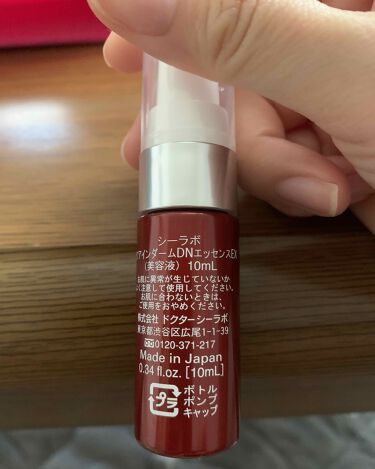 シーラボ
アインダームDNエッセンスEX
(美容液) 10mL
お肌に異常が生じていないか
よく注意して使用してください。
お肌に合わないときは、
ご使用をおやめください。
株式会社 ドクターシーラボ
東京都渋谷区広尾1-1-39
0120-371-217
Made in Japan
0.34 fl.oz. [10mL]
プラ
ボトル
ポンプ
キャップ